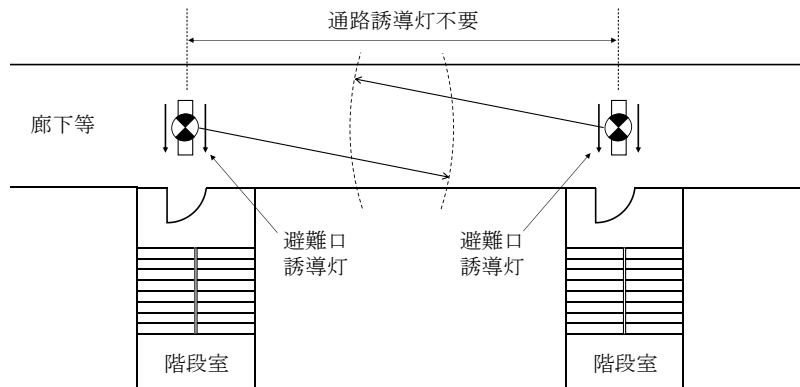 通路誘導灯不要
廊下等
避難口
誘導灯
避難口
誘導灯
階段室
階段室